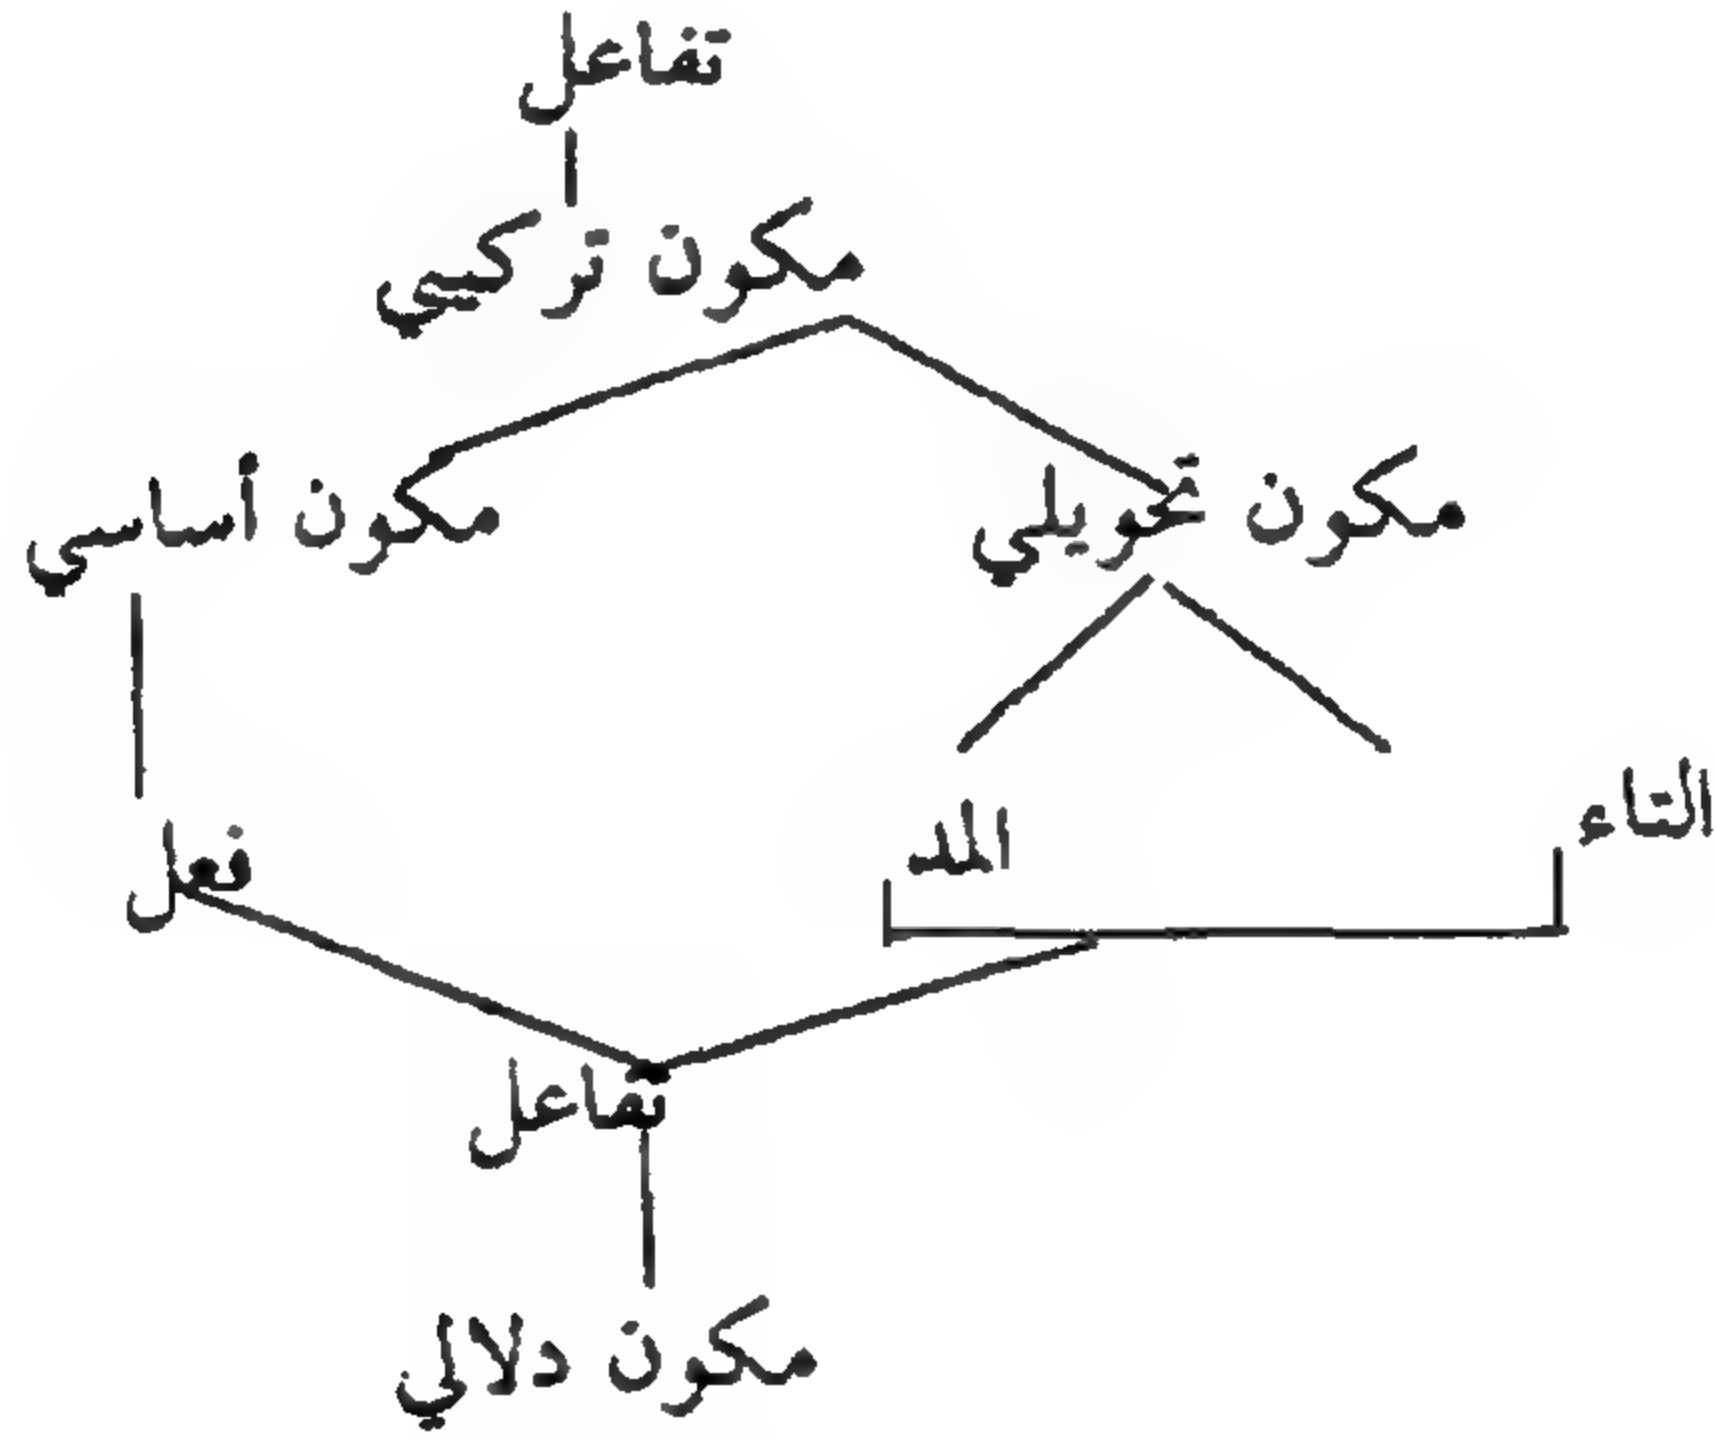 تفاعل
مكون تركيبي
مكون تحويلي
مكون أساسي
التاء
المد
فعل
تفاعل
مكون دلالي